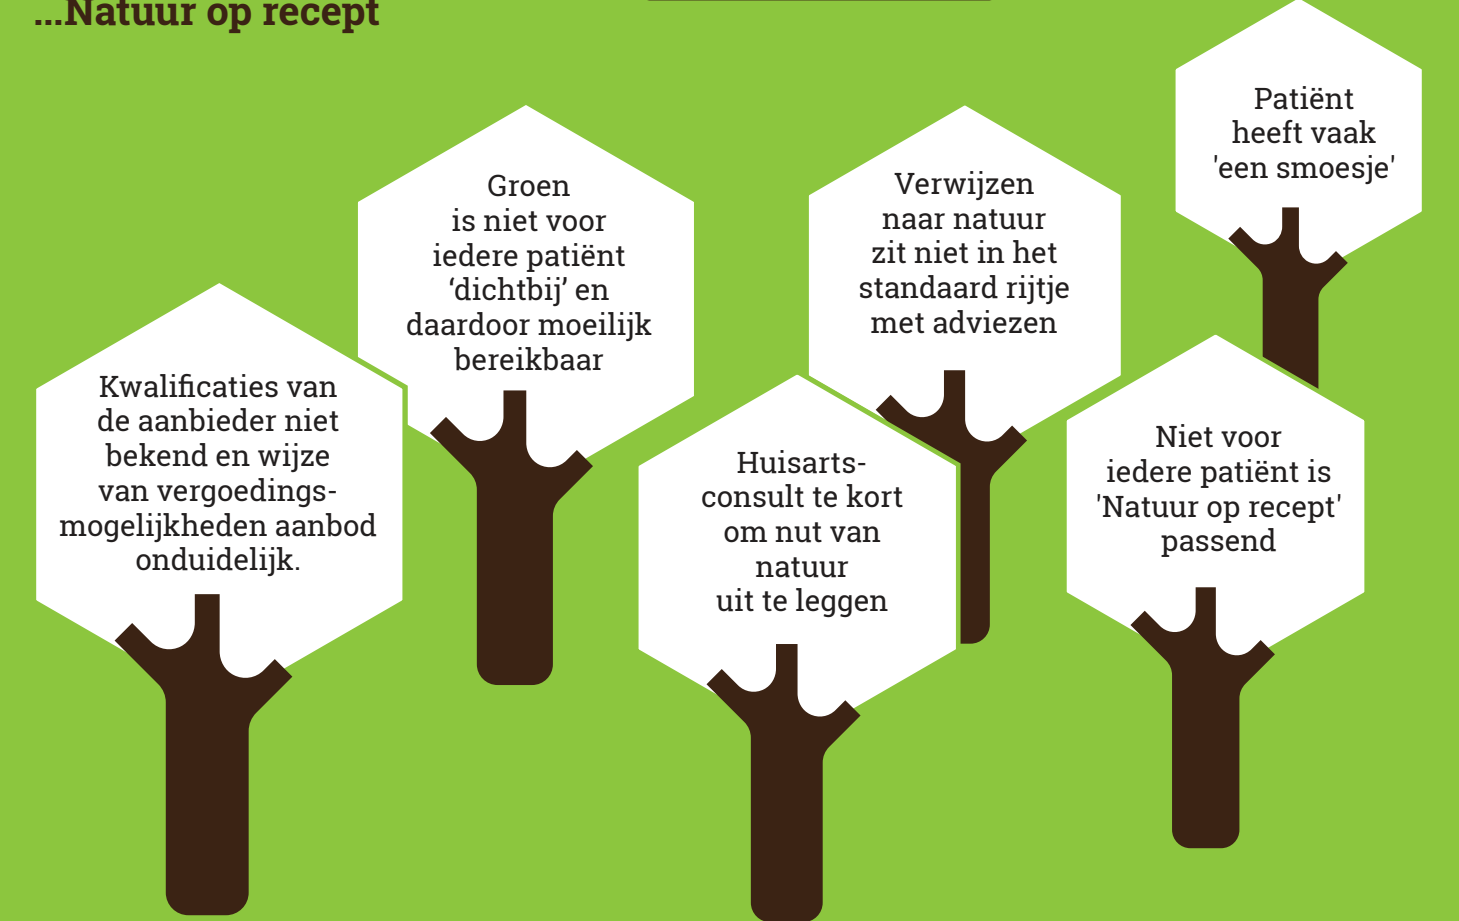 ...Natuur op recept
Patiënt
heeft vaak
'een smoesje'
Groen
is niet voor
iedere patiënt
‘dichtbij’ en
daardoor moeilijk
bereikbaar
Verwijzen
naar natuur
zit niet in het
standaard rijtje
met adviezen
Kwalificaties van
de aanbieder niet
bekend en wijze
van vergoedings-
mogelijkheden aanbod
onduidelijk.
Huisarts-
consult te kort
om nut van
natuur
uit te leggen
Niet voor
iedere patiënt is
'Natuur op recept'
passend